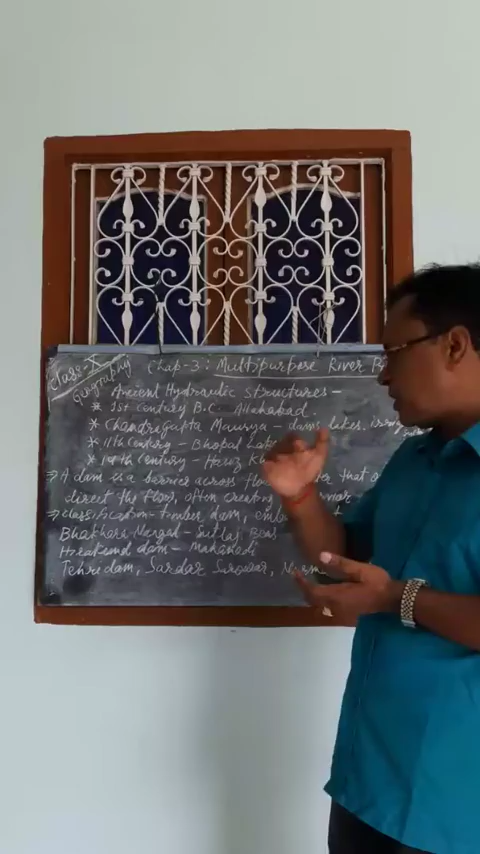 Class-X
Geography
Chap-3: Multipurpose River
Ancient Hydraulic structures-
* 1st century B.C Allahabad.
* Chandragupta Maurya - dams, lakes,
* 11th Century - Bhopal Lake
* 14th Century - Hauz
⇒ A dam is a barrier across that
direct the flow, often creating
⇒ classification - timber dam,
Bhakhara Nangal - Sutlej Beas
Hirakund dam - Mahanadi
Tehri dam, Sardar Sarovar,